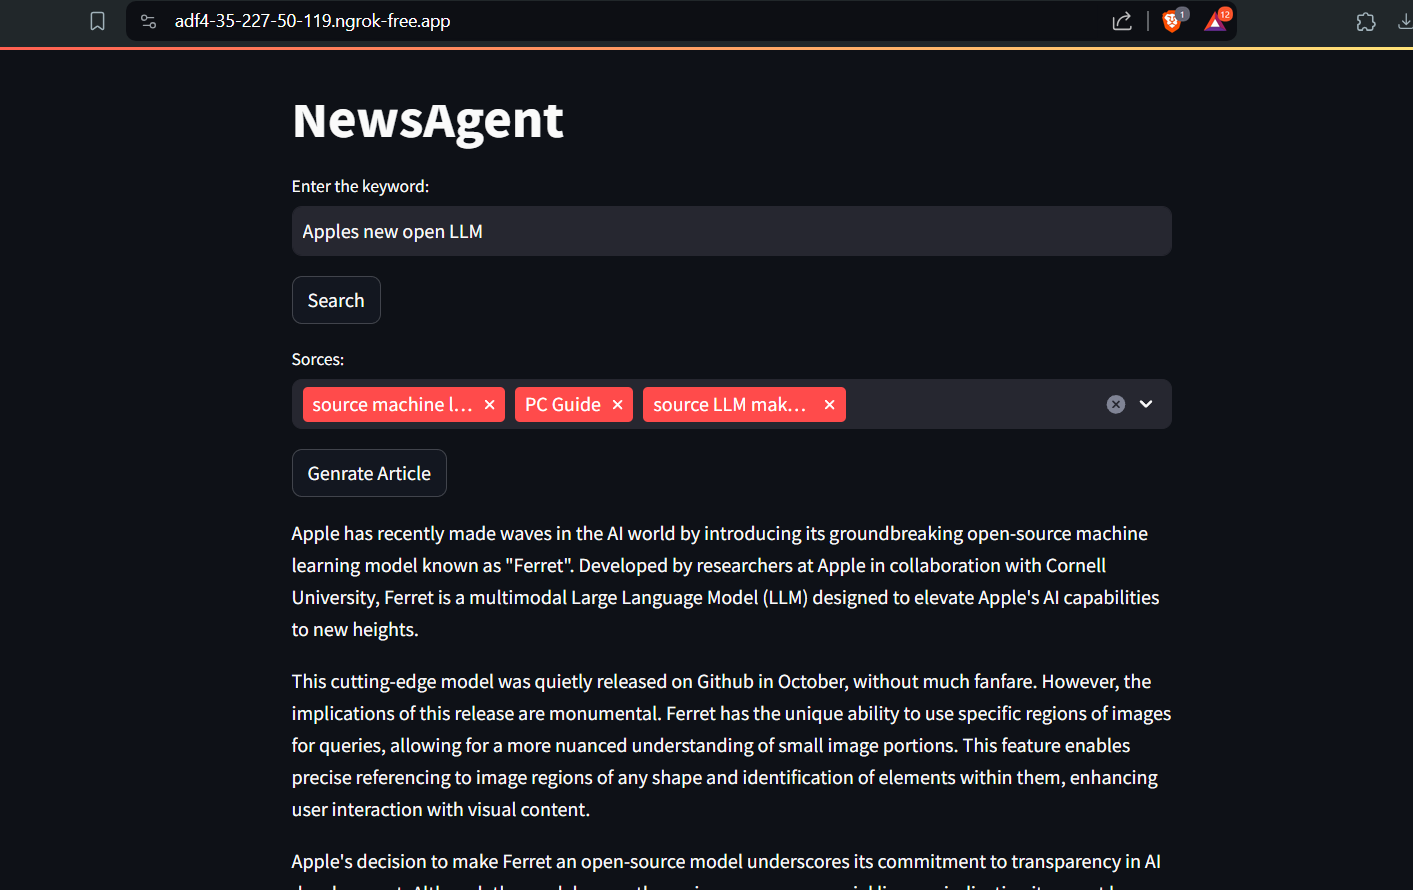 adf4-35-227-50-119.ngrok-free.app
1
12
NewsAgent
Enter the keyword:
Apples new open LLM
Search
Sorces:
source machine l... × PC Guide × source LLM mak... ×
Genrate Article
Apple has recently made waves in the AI world by introducing its groundbreaking open-source machine
learning model known as "Ferret". Developed by researchers at Apple in collaboration with Cornell
University, Ferret is a multimodal Large Language Model (LLM) designed to elevate Apple's AI capabilities
to new heights.
This cutting-edge model was quietly released on Github in October, without much fanfare. However, the
implications of this release are monumental. Ferret has the unique ability to use specific regions of images
for queries, allowing for a more nuanced understanding of small image portions. This feature enables
precise referencing to image regions of any shape and identification of elements within them, enhancing
user interaction with visual content.
Apple's decision to make Ferret an open-source model underscores its commitment to transparency in AI